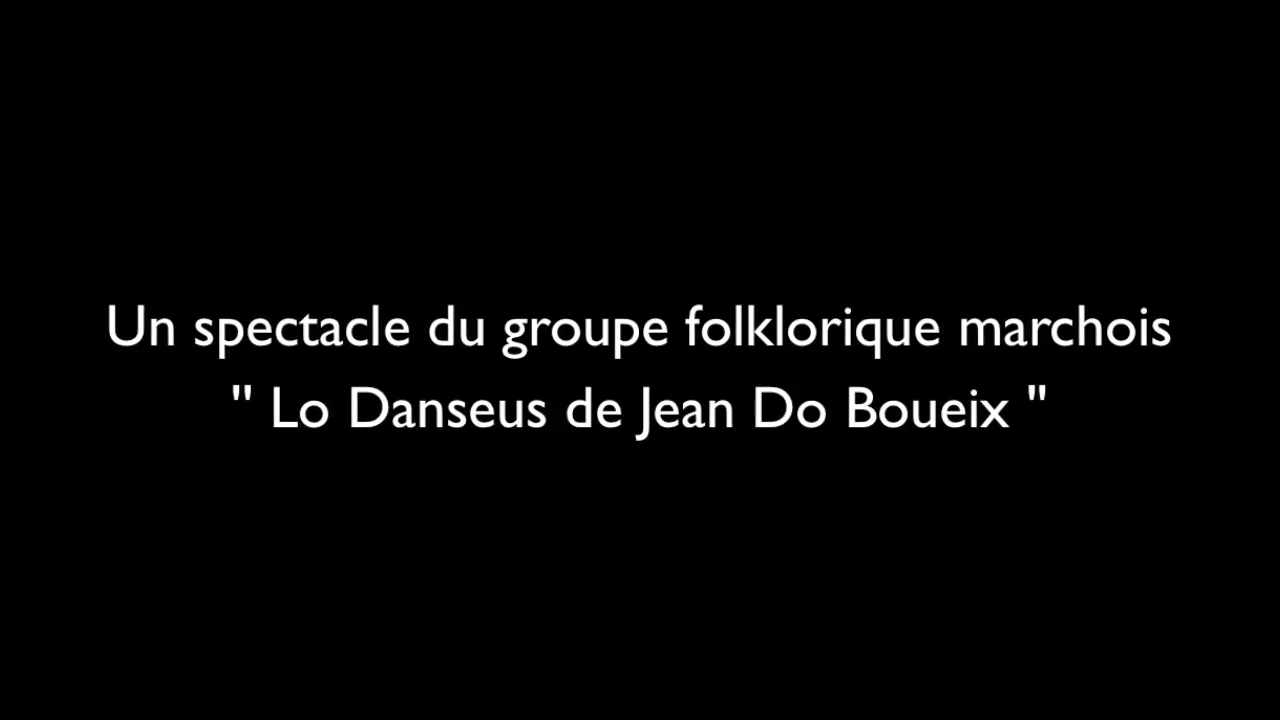 Un spectacle du groupe folklorique marchois
" Lo Danseus de Jean Do Boueix "